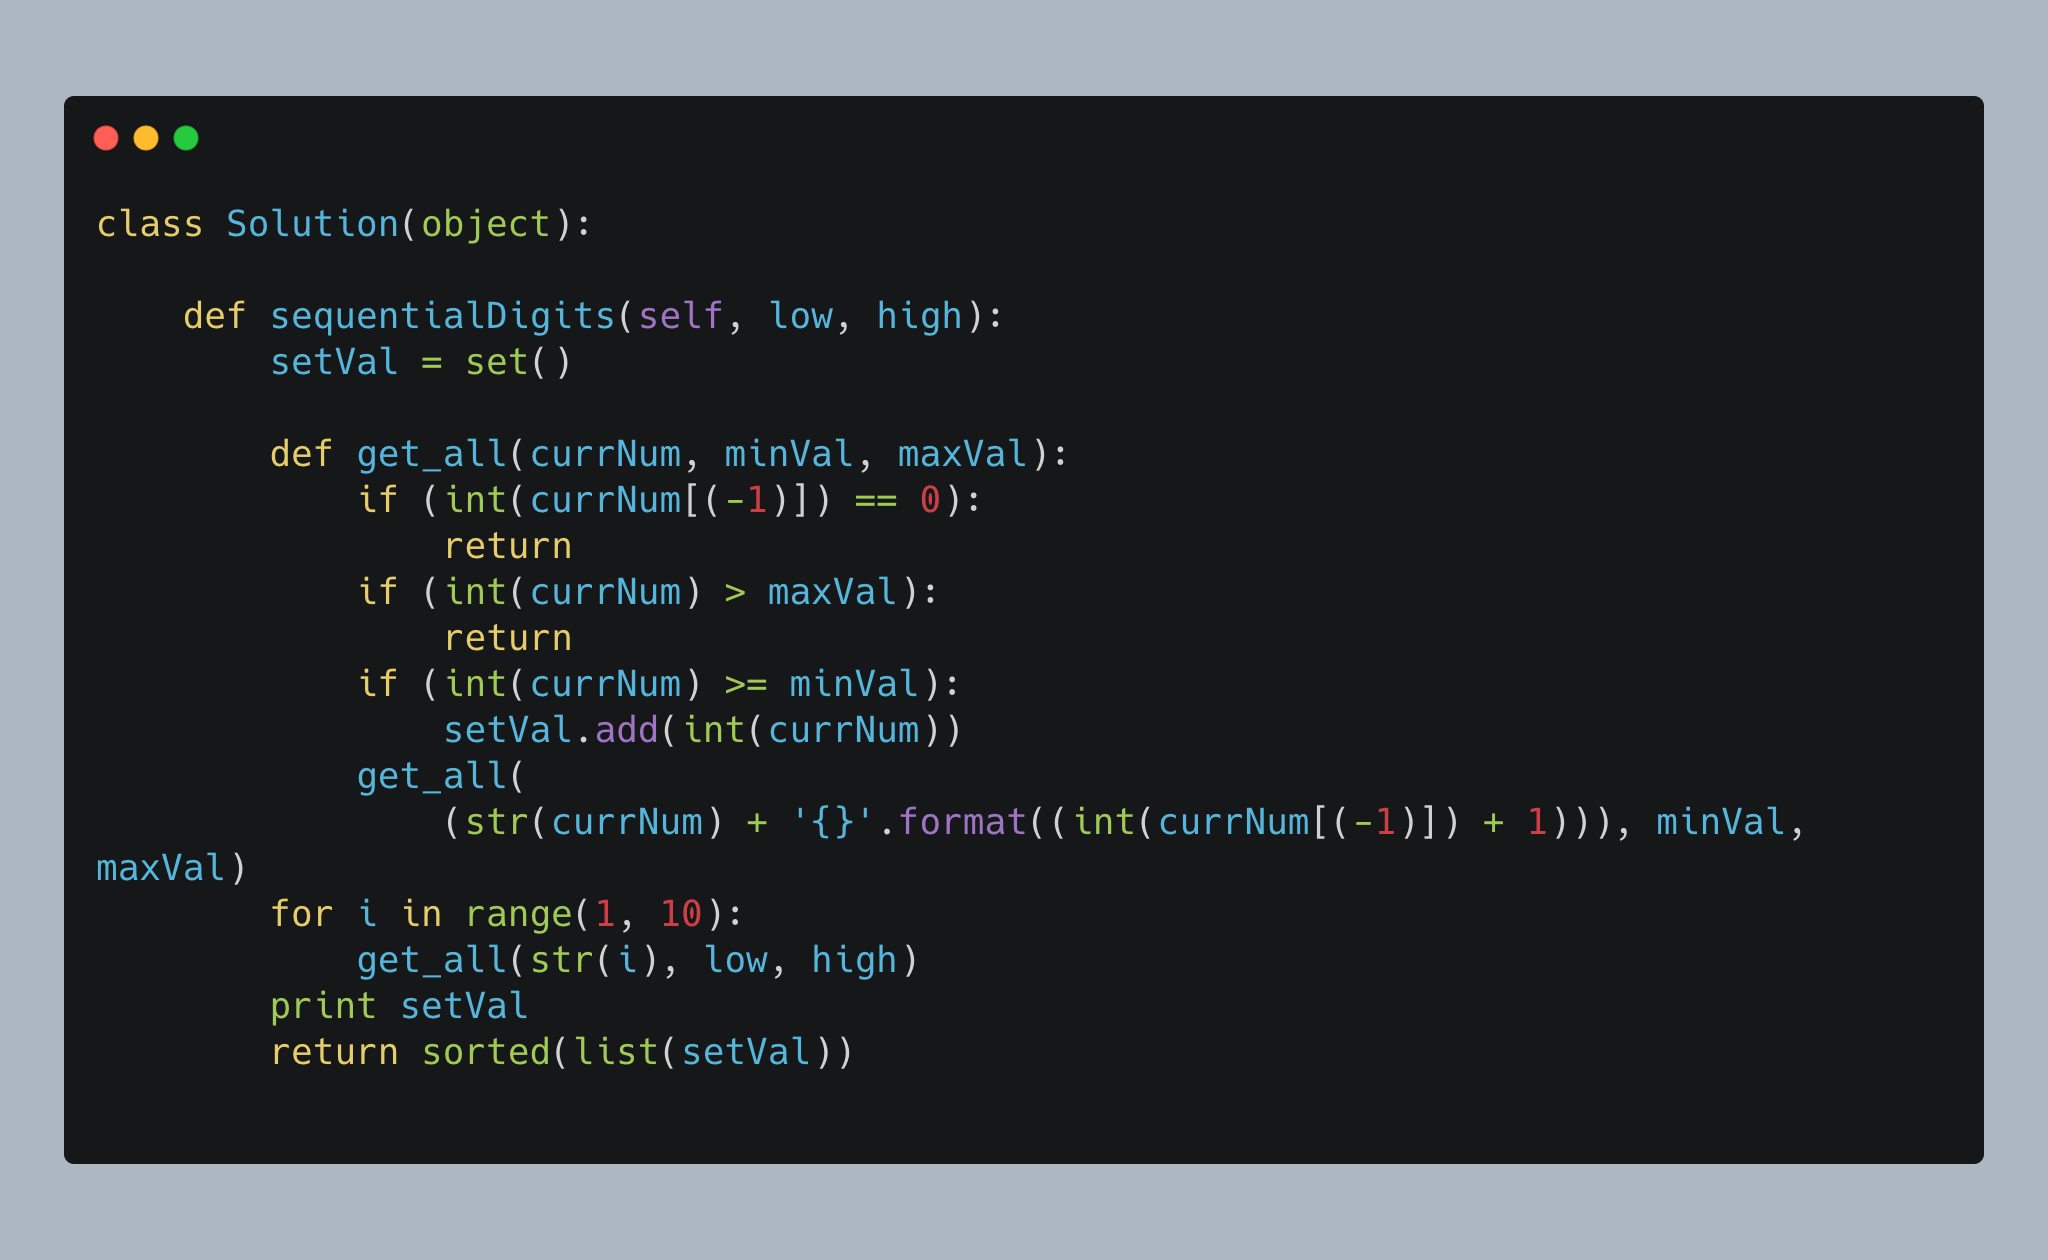 class Solution(object):

    def sequentialDigits(self, low, high):
        setVal = set()

        def get_all(currNum, minVal, maxVal):
            if (int(currNum[(-1)]) == 0):
                return
            if (int(currNum) > maxVal):
                return
            if (int(currNum) >= minVal):
                setVal.add(int(currNum))
            get_all(
                (str(currNum) + '{}'.format((int(currNum[(-1)]) + 1))), minVal,
maxVal)
        for i in range(1, 10):
            get_all(str(i), low, high)
        print setVal
        return sorted(list(setVal))